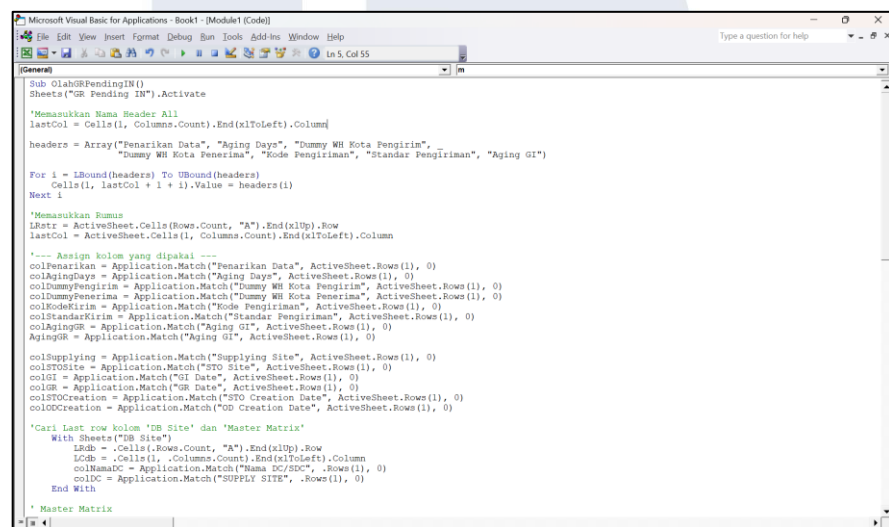 Microsoft Visual Basic for Applications - Book1 - [Module1 (Code)]
File Edit View Insert Format Debug Run Tools Add-Ins Window Help
Type a question for help
Ln 5, Col 55
(General)
m
Sub OlahGRPendingIN()
Sheets("GR Pending IN").Activate
'Memasukkan Nama Header All
lastCol = Cells(1, Columns.Count).End(xlToLeft).Column
headers = Array("Penarikan Data", "Aging Days", "Dummy WH Kota Pengirim", _
"Dummy WH Kota Penerima", "Kode Pengiriman", "Standar Pengiriman", "Aging GI")
For i = LBound(headers) To UBound(headers)
Cells(1, lastCol + 1 + i).Value = headers(i)
Next i
'Memasukkan Rumus
LRstr = ActiveSheet.Cells(Rows.Count, "A").End(xlUp).Row
lastCol = ActiveSheet.Cells(1, Columns.Count).End(xlToLeft).Column
'--- Assign kolom yang dipakai ---
colPenarikan = Application.Match("Penarikan Data", ActiveSheet.Rows(1), 0)
colAgingDays = Application.Match("Aging Days", ActiveSheet.Rows(1), 0)
colDummyPengirim = Application.Match("Dummy WH Kota Pengirim", ActiveSheet.Rows(1), 0)
colDummyPenerima = Application.Match("Dummy WH Kota Penerima", ActiveSheet.Rows(1), 0)
colKodeKirim = Application.Match("Kode Pengiriman", ActiveSheet.Rows(1), 0)
colStandarKirim = Application.Match("Standar Pengiriman", ActiveSheet.Rows(1), 0)
colAgingGR = Application.Match("Aging GI", ActiveSheet.Rows(1), 0)
AgingGR = Application.Match("Aging GI", ActiveSheet.Rows(1), 0)
colSupplying = Application.Match("Supplying Site", ActiveSheet.Rows(1), 0)
colSTOSite = Application.Match("STO Site", ActiveSheet.Rows(1), 0)
colGI = Application.Match("GI Date", ActiveSheet.Rows(1), 0)
colGR = Application.Match("GR Date", ActiveSheet.Rows(1), 0)
colSTOCreation = Application.Match("STO Creation Date", ActiveSheet.Rows(1), 0)
colODCreation = Application.Match("OD Creation Date", ActiveSheet.Rows(1), 0)
'Cari Last row kolom 'DB Site' dan 'Master Matrix'
With Sheets("DB Site")
LRdb = .Cells(.Rows.Count, "A").End(xlUp).Row
LCdb = .Cells(1, .Columns.Count).End(xlToLeft).Column
colNamaDC = Application.Match("Nama DC/SDC", .Rows(1), 0)
colDC = Application.Match("SUPPLY SITE", .Rows(1), 0)
End With
' Master Matrix